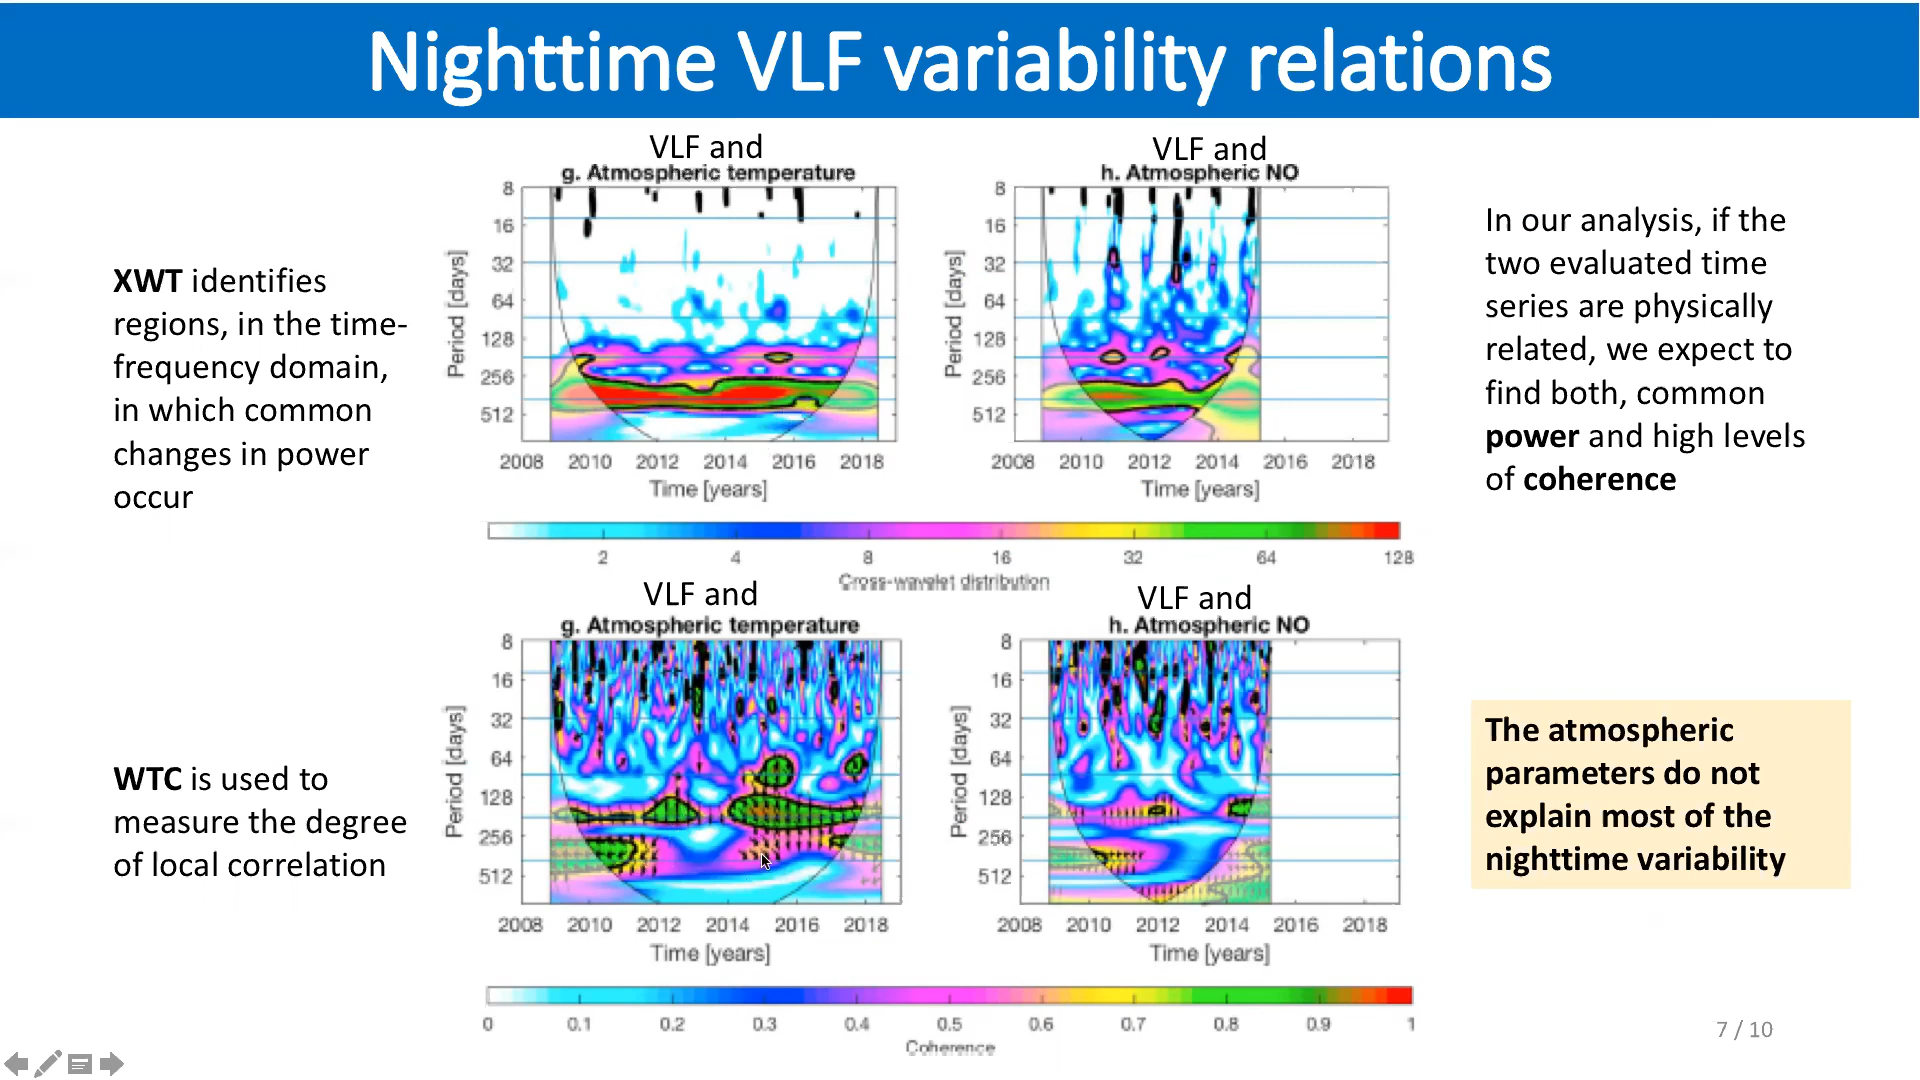 Nighttime VLF variability relations
VLF and
g. Atmospheric temperature
8
16
32
64
128
256
512
Period [days]
2008 2010 2012 2014 2016 2018
Time [years]
VLF and
h. Atmospheric NO
8
16
32
64
128
256
512
Period [days]
2008 2010 2012 2014 2016 2018
Time [years]
2 4 8 16 32 64 128
Cross-wavelet distribution
XWT identifies
regions, in the time-
frequency domain,
in which common
changes in power
occur
In our analysis, if the
two evaluated time
series are physically
related, we expect to
find both, common
power and high levels
of coherence
VLF and
g. Atmospheric temperature
8
16
32
64
128
256
512
Period [days]
2008 2010 2012 2014 2016 2018
Time [years]
VLF and
h. Atmospheric NO
8
16
32
64
128
256
512
Period [days]
2008 2010 2012 2014 2016 2018
Time [years]
0 0.1 0.2 0.3 0.4 0.5 0.6 0.7 0.8 0.9 1
Coherence
WTC is used to
measure the degree
of local correlation
The atmospheric
parameters do not
explain most of the
nighttime variability
7 / 10